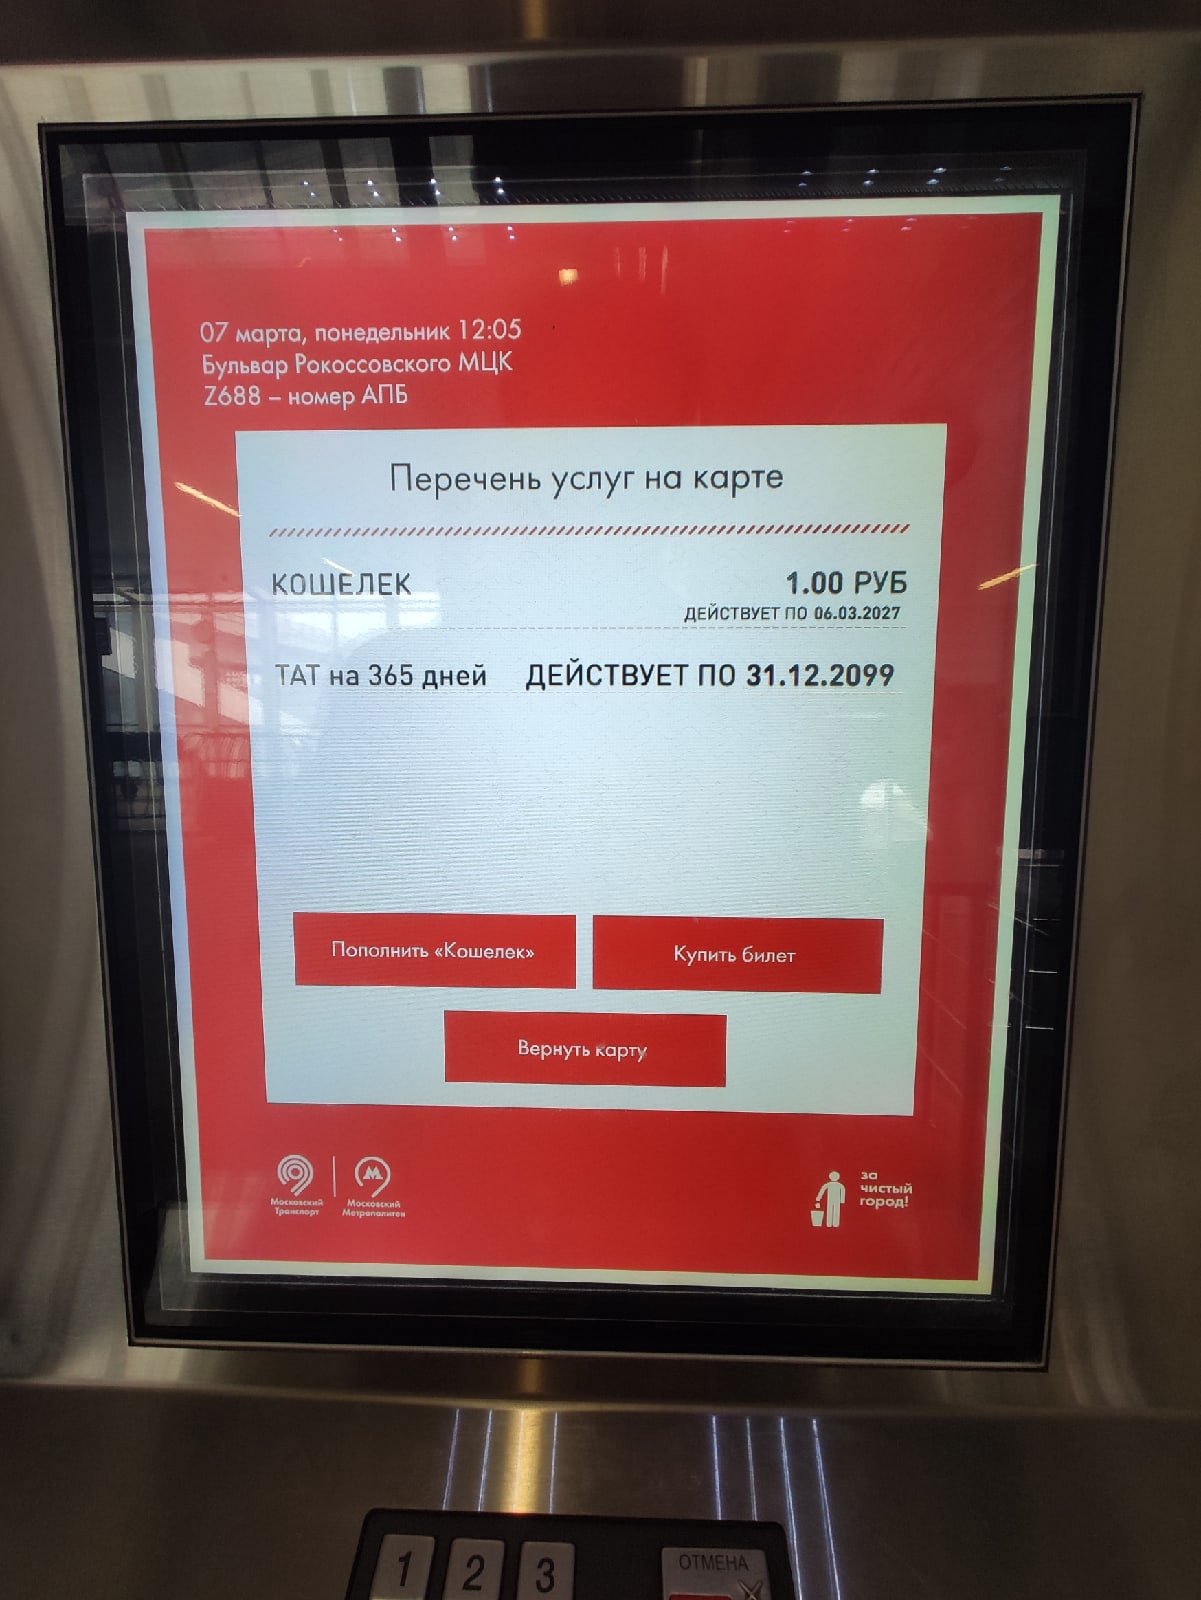 07 марта, понедельник 12:05
Бульвар Рокоссовского МЦК
Z688 – номер АПБ
Перечень услуг на карте
КОШЕЛЕК 1.00 РУБ
ДЕЙСТВУЕТ ПО 06.03.2027
ТАТ на 365 дней ДЕЙСТВУЕТ ПО 31.12.2099
Пополнить «Кошелек» Купить билет
Вернуть карту
Московский
Транспорт
Московский
Метрополитен
за
чистый
город!
1 2 3 ОТМЕНА